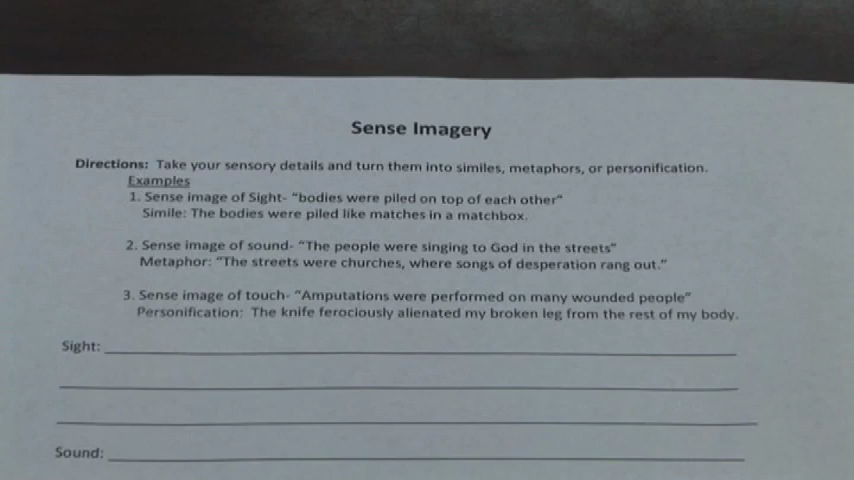 Sense Imagery
Directions: Take your sensory details and turn them into similes, metaphors, or personification.
Examples
1. Sense image of Sight- “bodies were piled on top of each other”
Simile: The bodies were piled like matches in a matchbox.
2. Sense image of sound- “The people were singing to God in the streets”
Metaphor: “The streets were churches, where songs of desperation rang out.”
3. Sense image of touch- “Amputations were performed on many wounded people”
Personification: The knife ferociously alienated my broken leg from the rest of my body.
Sight:
Sound: